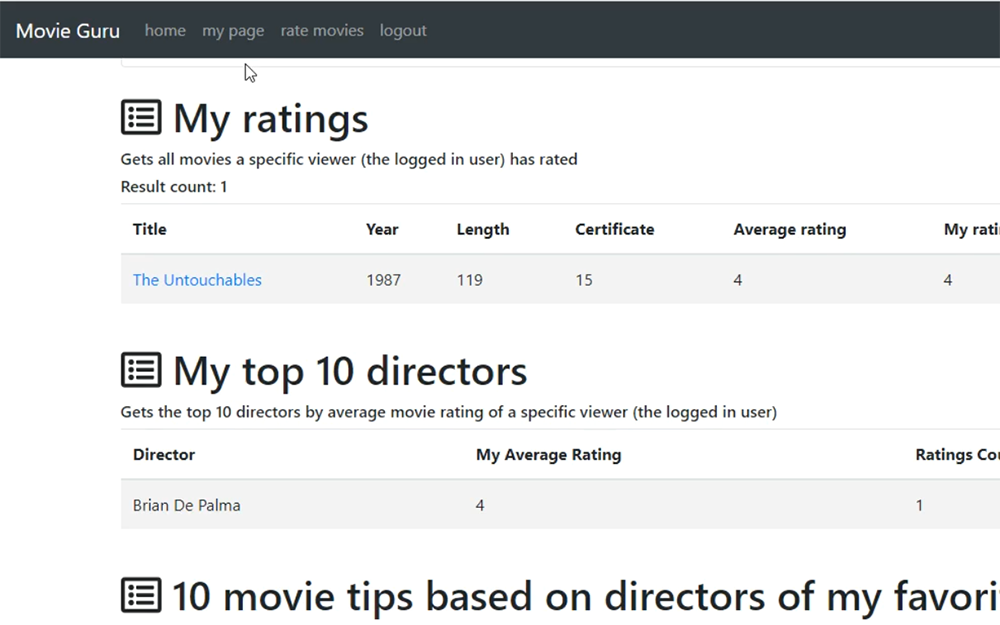 Movie Guru home my page rate movies logout
My ratings
Gets all movies a specific viewer (the logged in user) has rated
Result count: 1
Title Year Length Certificate Average rating My rati
The Untouchables 1987 119 15 4 4
My top 10 directors
Gets the top 10 directors by average movie rating of a specific viewer (the logged in user)
Director My Average Rating Ratings Cou
Brian De Palma 4 1
10 movie tips based on directors of my favori